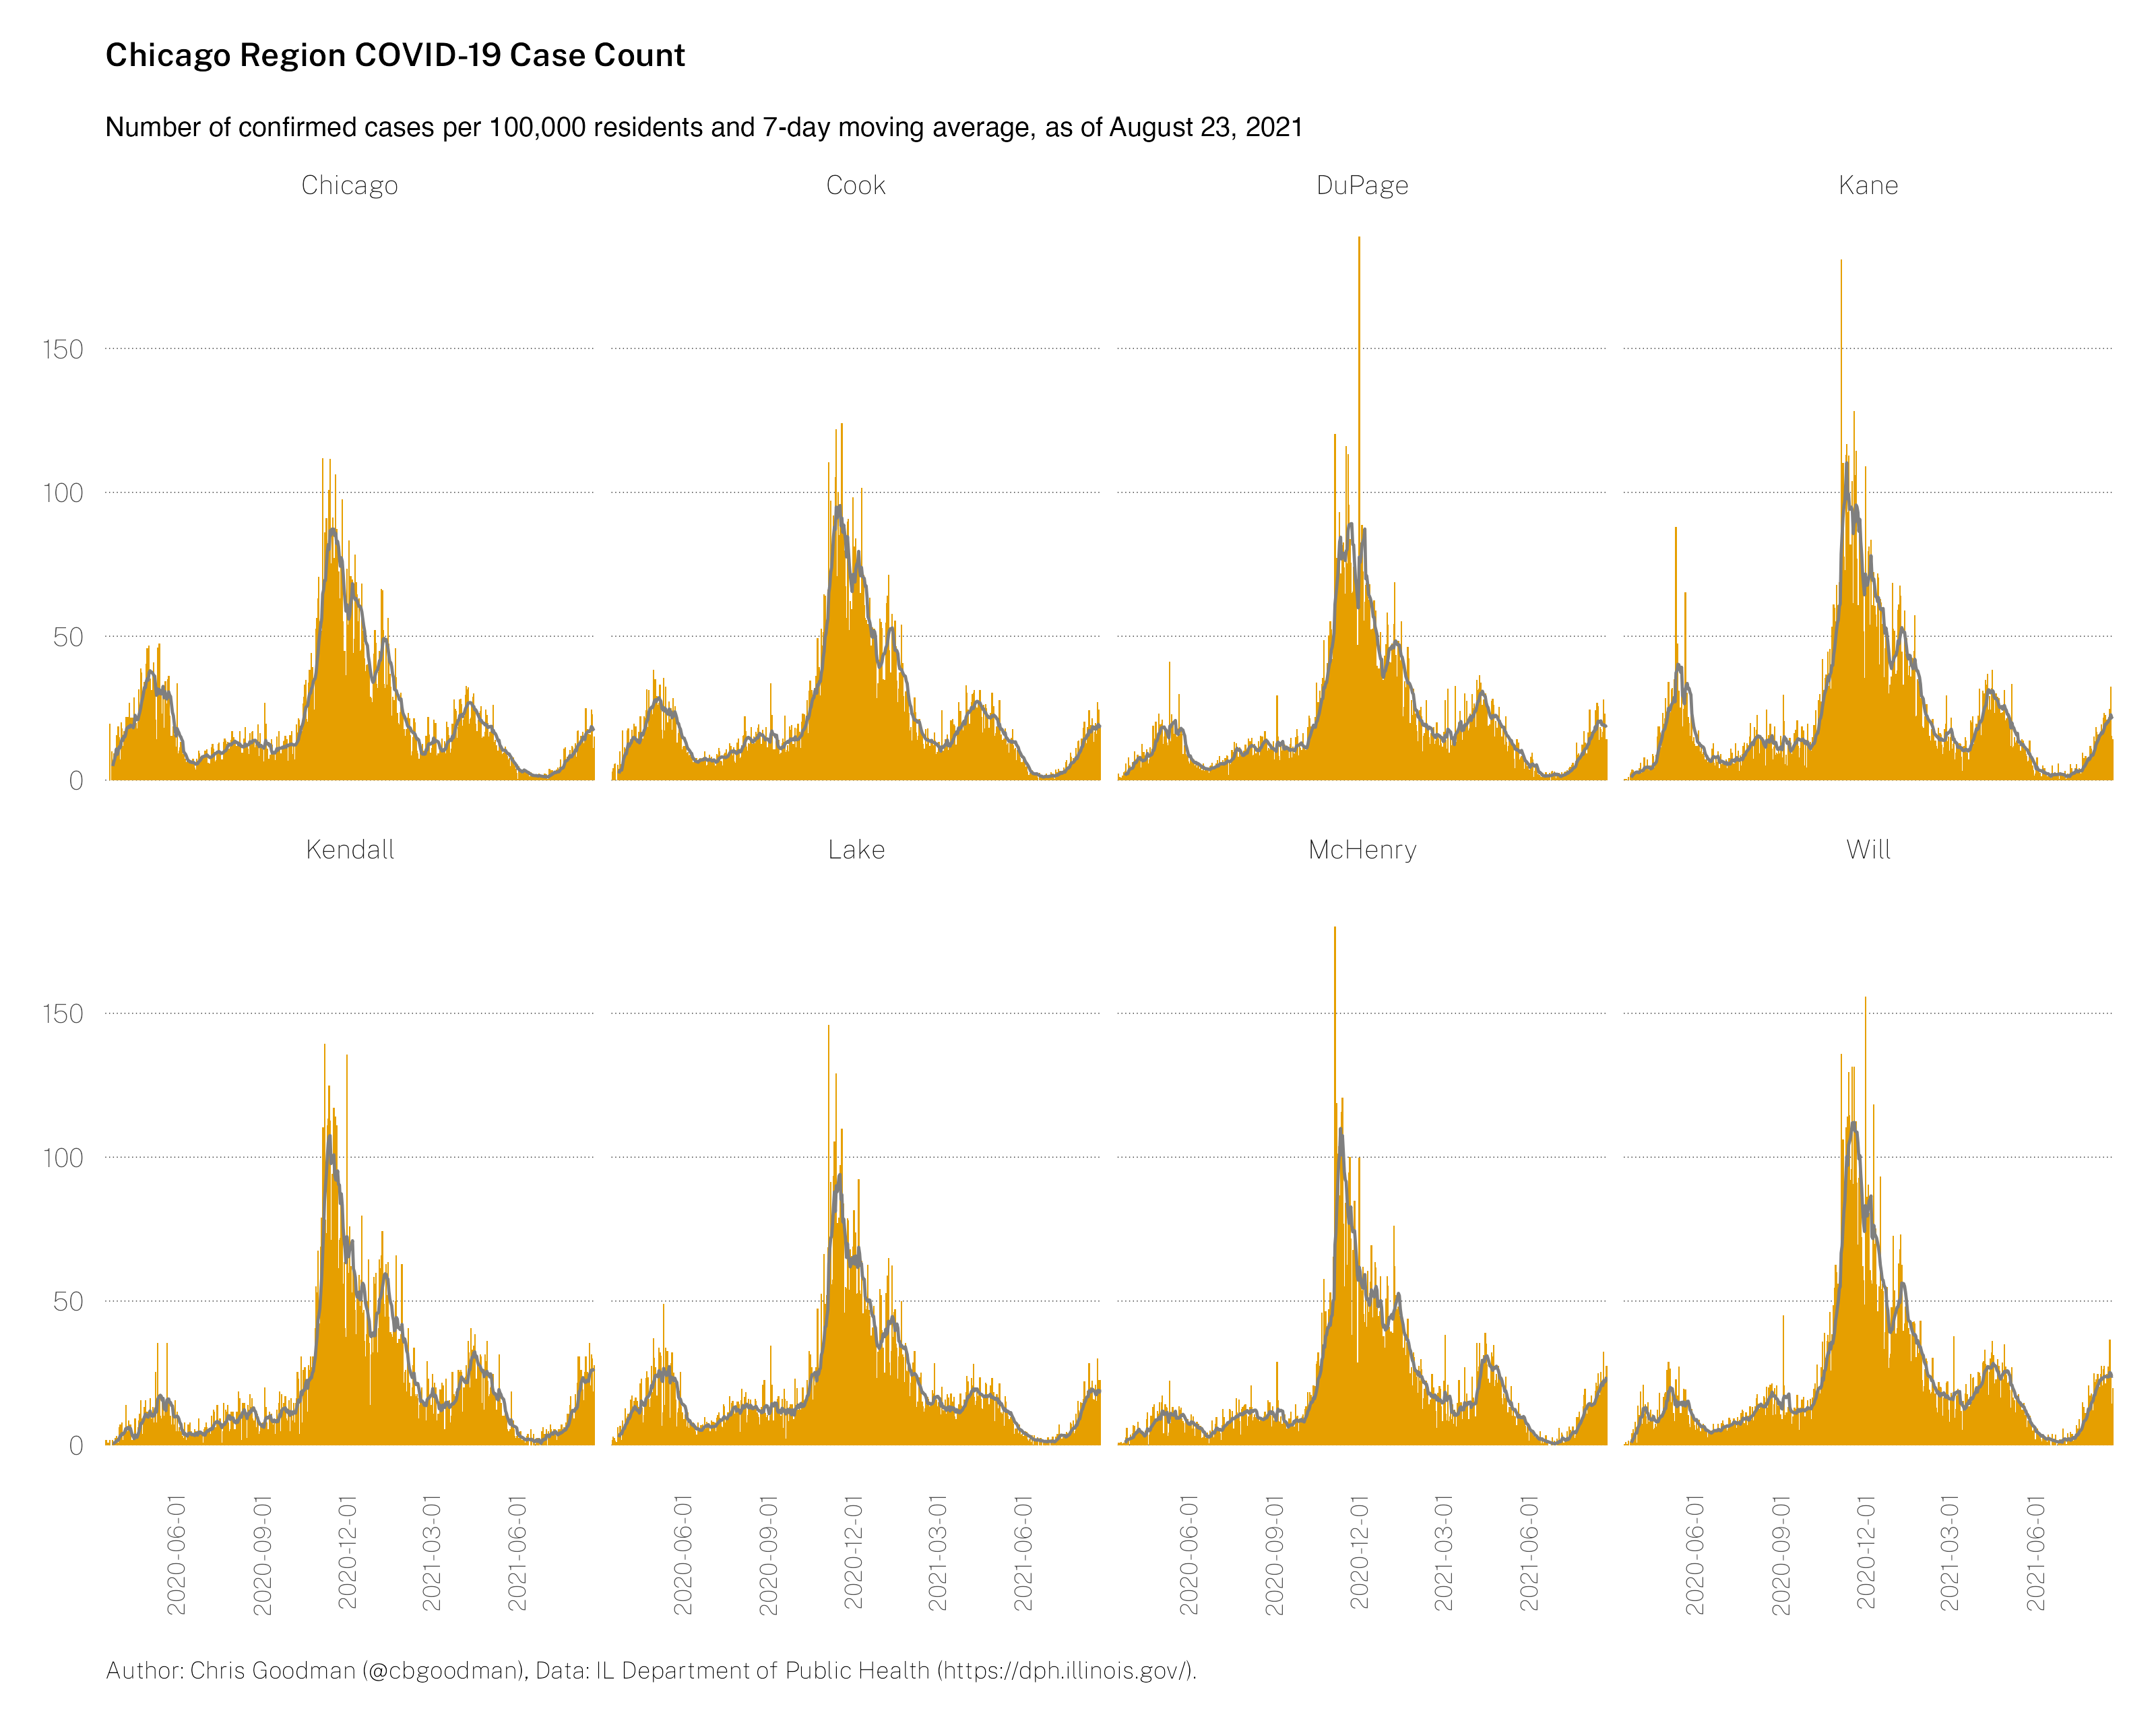 Chicago Region COVID-19 Case Count
Number of confirmed cases per 100,000 residents and 7-day moving average, as of August 23, 2021
Chicago Cook DuPage Kane
150
100
50
0
Kendall Lake McHenry Will
150
100
50
0
2020-06-01 2020-09-01 2020-12-01 2021-03-01 2021-06-01 2020-06-01 2020-09-01 2020-12-01 2021-03-01 2021-06-01 2020-06-01 2020-09-01 2020-12-01 2021-03-01 2021-06-01 2020-06-01 2020-09-01 2020-12-01 2021-03-01 2021-06-01
Author: Chris Goodman (@cbgoodman), Data: IL Department of Public Health (https://dph.illinois.gov/).